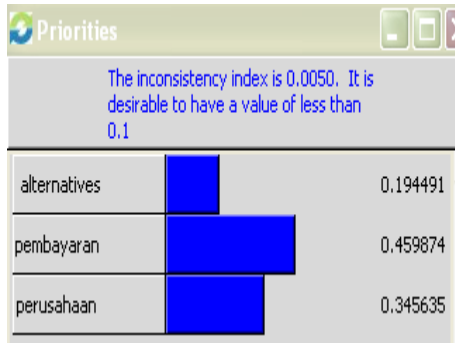 Priorities
The inconsistency index is 0.0050. It is
desirable to have a value of less than
0.1
alternatives 0.194491
pembayaran 0.459874
perusahaan 0.345635